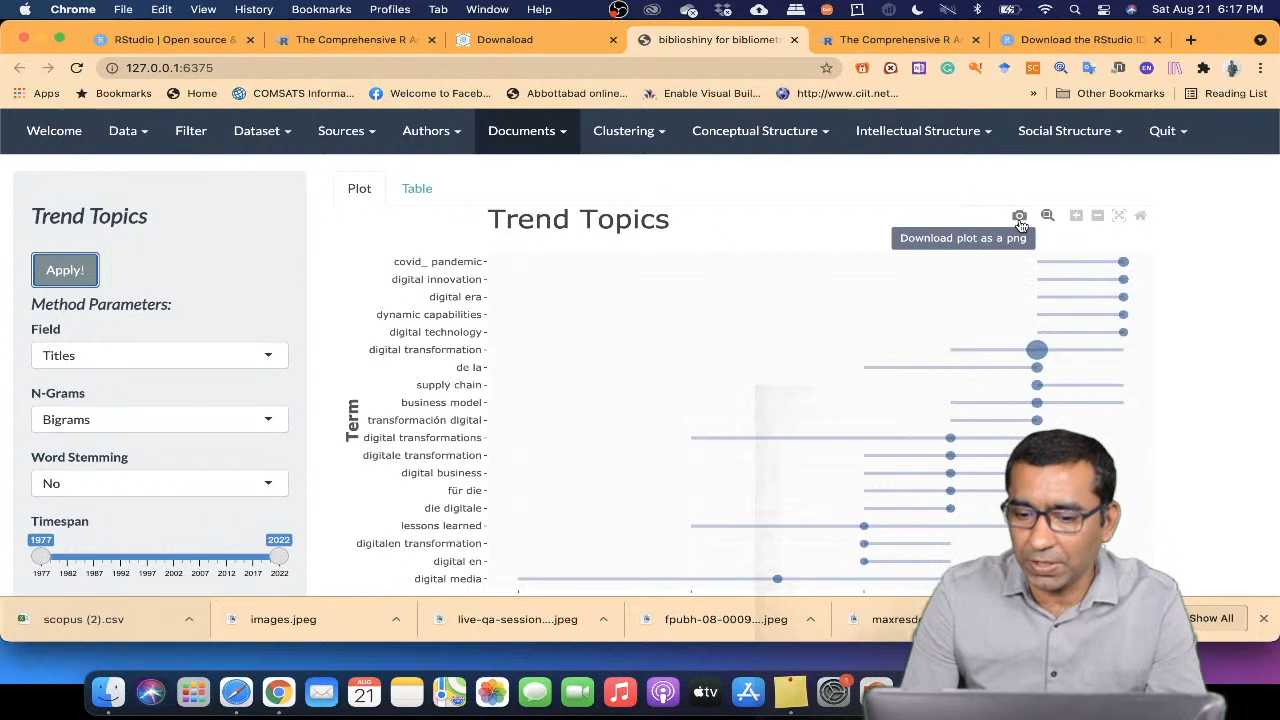 Chrome File Edit View History Bookmarks Profiles Tab Window Help Sat Aug 21 6:17 PM
RStudio | Open source & × The Comprehensive R Ar × Downaload × biblioshiny for bibliometr × The Comprehensive R Ar × Download the RStudio ID × +
127.0.0.1:6375
Apps Bookmarks Home COMSATS Informa... Welcome to Faceb... Abbottabad online... Enable Visual Buil... http://www.ciit.net... » Other Bookmarks Reading List
Welcome Data Filter Dataset Sources Authors Documents Clustering Conceptual Structure Intellectual Structure Social Structure Quit
Plot Table
Trend Topics
Apply!
Method Parameters:
Field
Titles
N-Grams
Bigrams
Word Stemming
No
Timespan
1977 2022
1977 1982 1987 1992 1997 2002 2007 2012 2017 2022
Trend Topics
Download plot as a png
Term
covid_ pandemic
digital innovation
digital era
dynamic capabilities
digital technology
digital transformation
de la
supply chain
business model
transformación digital
digital transformations
digitale transformation
digital business
für die
die digitale
lessons learned
digitalen transformation
digital en
digital media
scopus (2).csv images.jpeg live-qa-session....jpeg fpubh-08-0009....jpeg maxresde Show All ×
AUG
21
tv
1